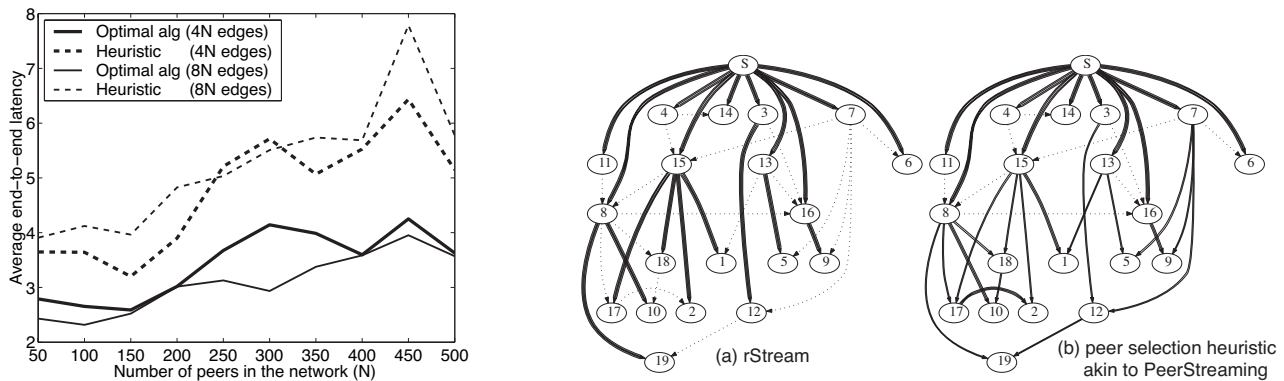 Average end−to−end latency
8
7
6
5
4
3
2
Optimal alg (4N edges)
Heuristic (4N edges)
Optimal alg (8N edges)
Heuristic (8N edges)
50 100 150 200 250 300 350 400 450 500
Number of peers in the network (N)
S
4 14 3 7
11 15 13 6
8 16
18 1 5 9
17 10 2 12
19
(a) rStream
S
4 14 3 7
11 15 13 6
8 16
18 1 5 9
17 10 2 12
19
(b) peer selection heuristic
akin to PeerStreaming